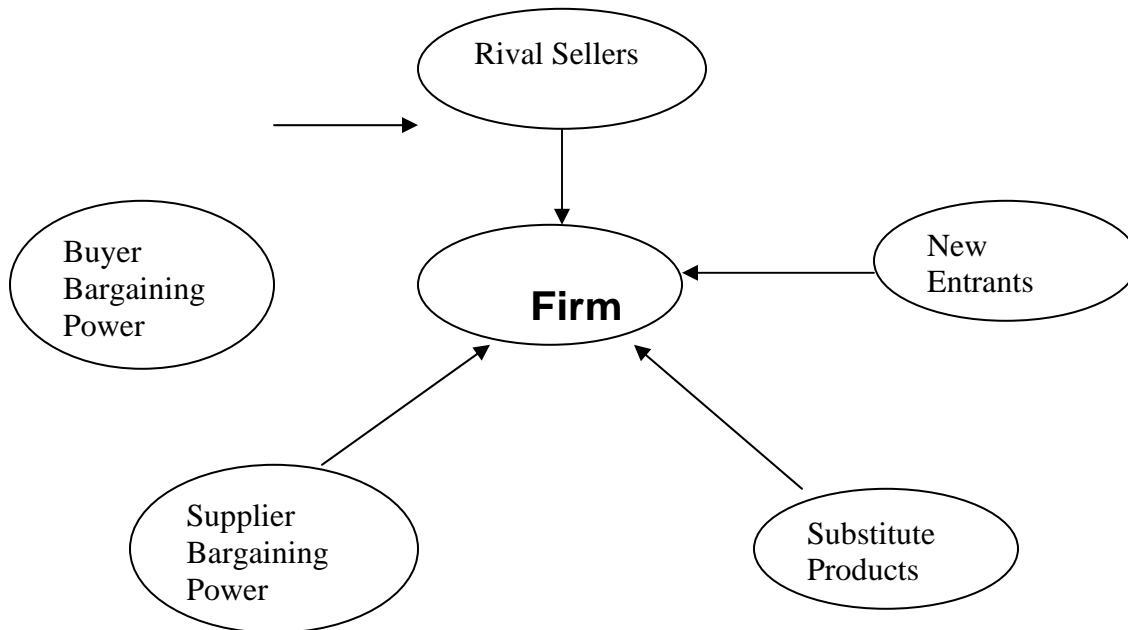 Rival Sellers
Buyer
Bargaining
Power
New
Entrants
Firm
Supplier
Bargaining
Power
Substitute
Products